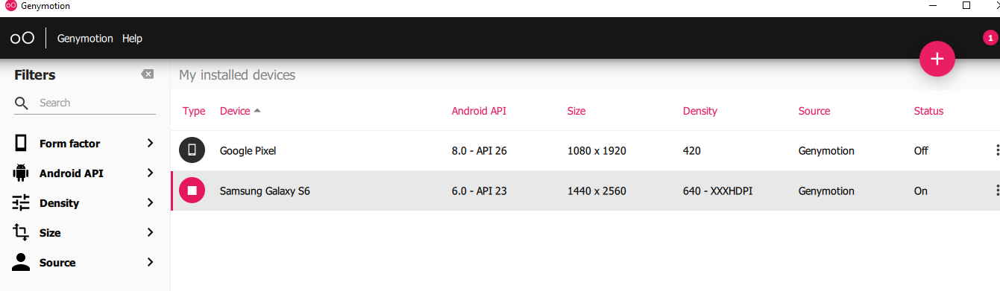 Genymotion
Genymotion Help
1
Filters
My installed devices
Search
Type Device Android API Size Density Source Status
Form factor
Google Pixel 8.0 - API 26 1080 x 1920 420 Genymotion Off
Android API
Samsung Galaxy S6 6.0 - API 23 1440 x 2560 640 - XXXHDPI Genymotion On
Density
Size
Source